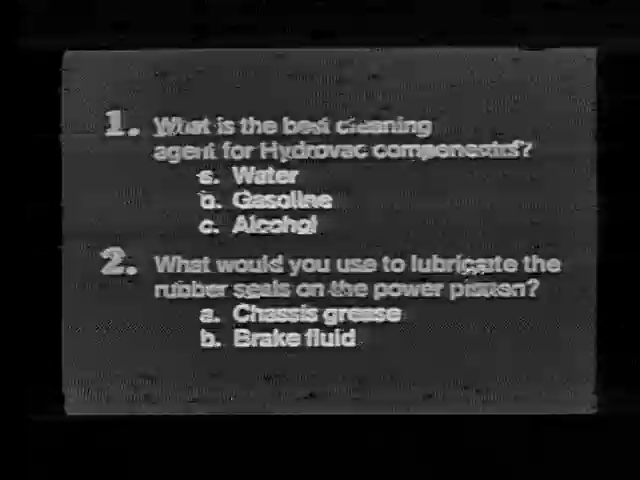 1. What is the best cleaning
agent for Hydrovac components?
a. Water
b. Gasoline
c. Alcohol
2. What would you use to lubricate the
rubber seals on the power piston?
a. Chassis grease
b. Brake fluid